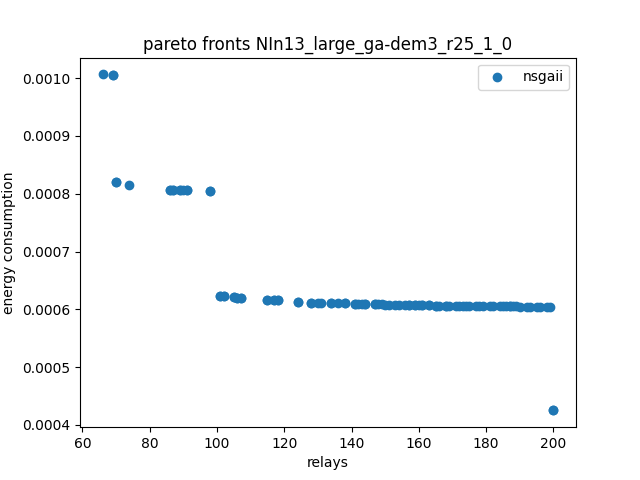 pareto fronts NIn13_large_ga-dem3_r25_1_0
nsgaii
energy consumption
0.0010
0.0009
0.0008
0.0007
0.0006
0.0005
0.0004
60 80 100 120 140 160 180 200
relays